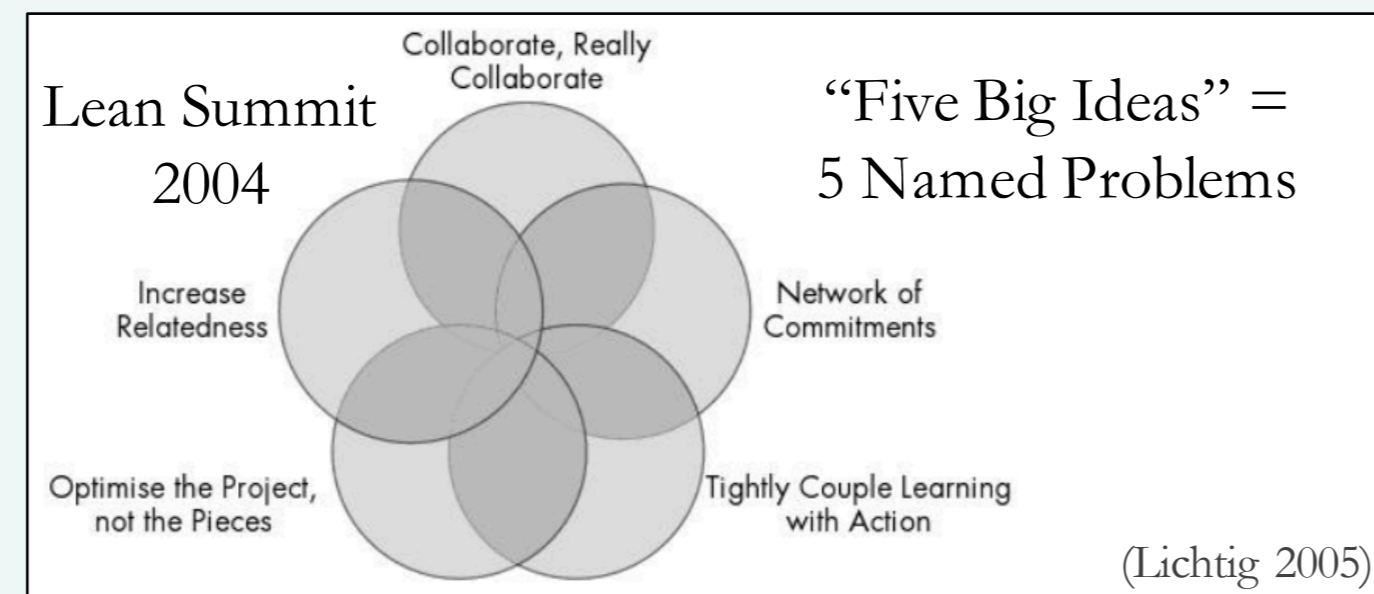 Collaborate, Really
Collaborate
Lean Summit
2004
“Five Big Ideas” =
5 Named Problems
Increase
Relatedness
Network of
Commitments
Optimise the Project,
not the Pieces
Tightly Couple Learning
with Action
(Lichtig 2005)